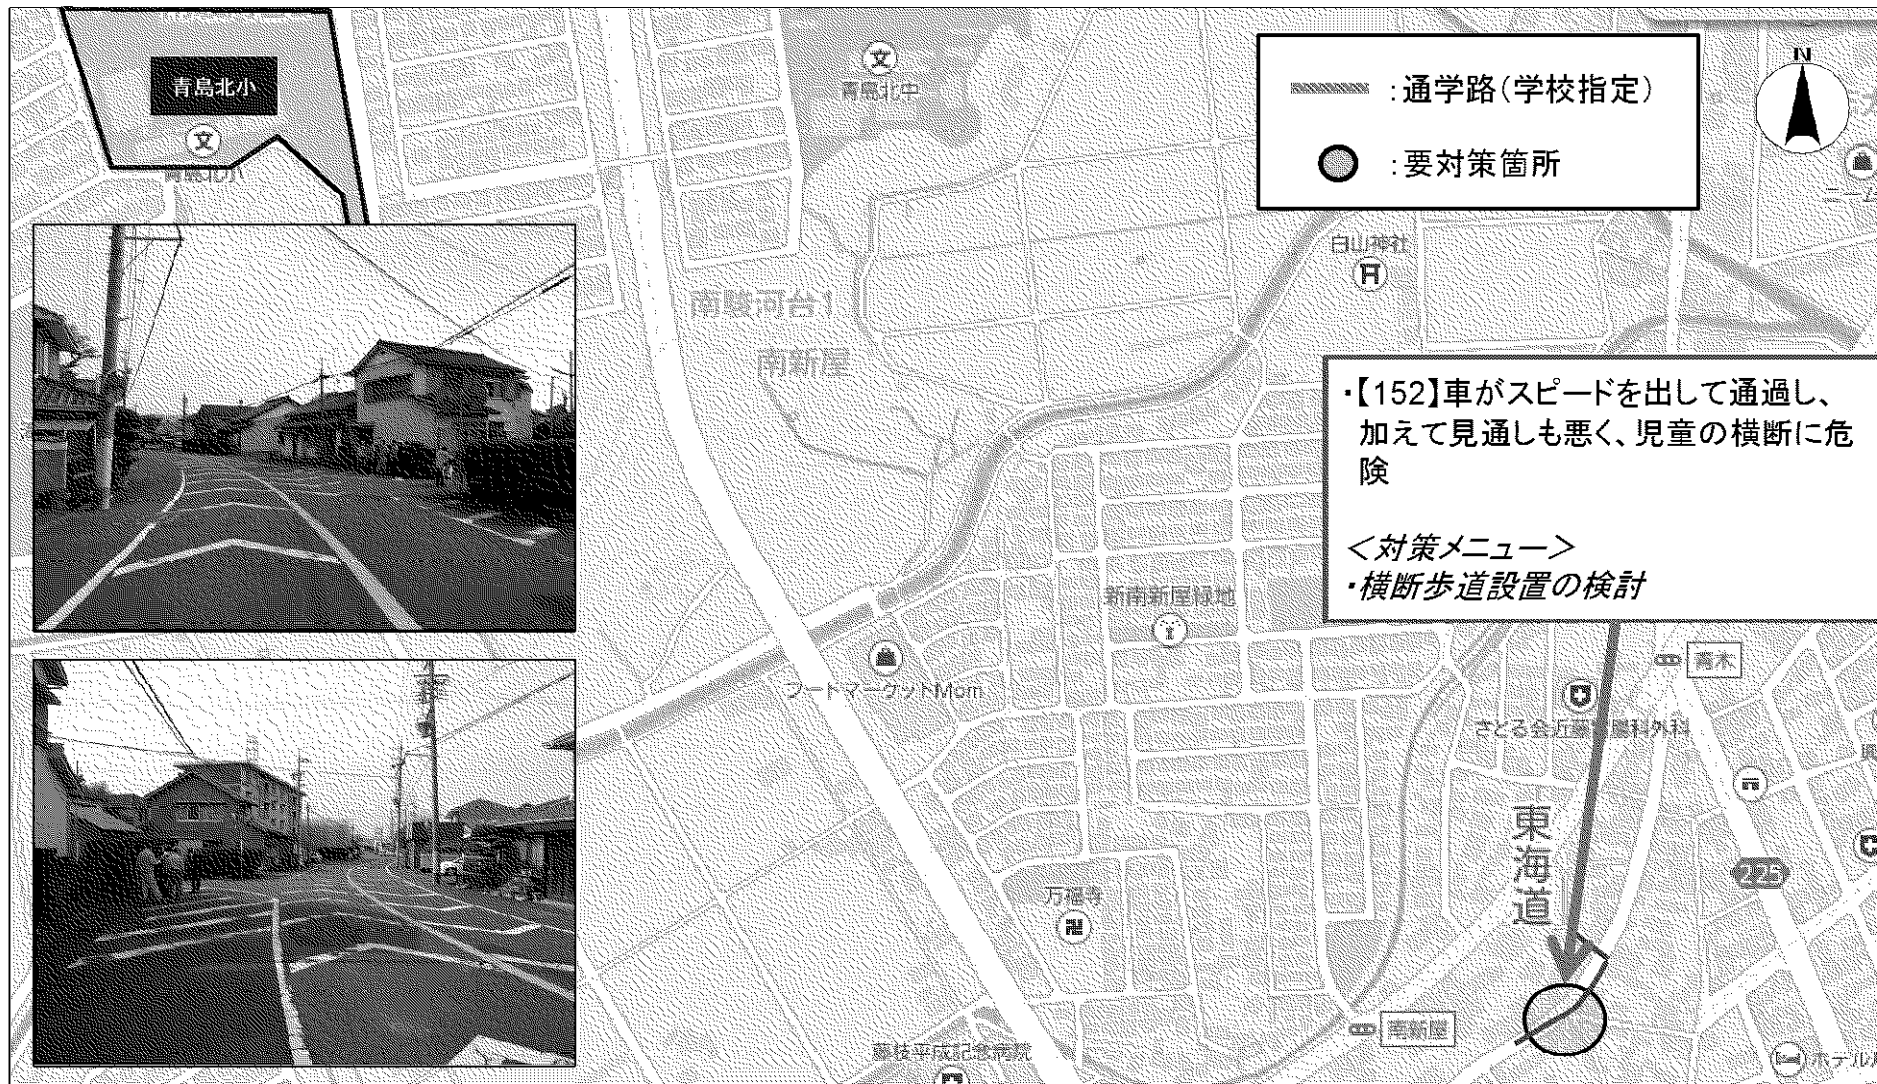 青島北小
青島北小
青島北中
:通学路(学校指定)
:要対策箇所
N
白山神社
南駿河台1
南新屋
・【152】車がスピードを出して通過し、
加えて見通しも悪く、児童の横断に危
険
<対策メニュー>
・横断歩道設置の検討
新南新屋緑地
フードマーケットMom
青木
東海道
225
万福寺
南新屋
藤枝平成記念病院